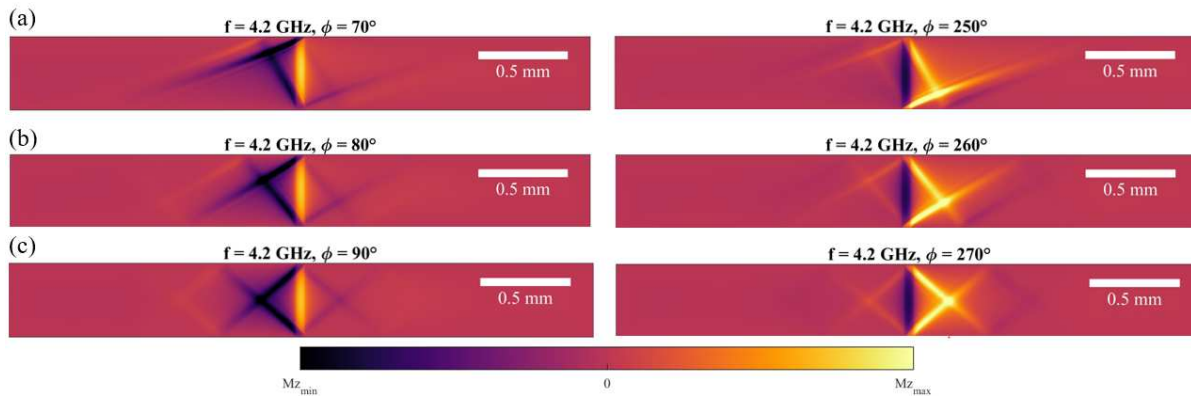 (a)
f = 4.2 GHz, ϕ = 70°
f = 4.2 GHz, ϕ = 250°
0.5 mm
0.5 mm
(b)
f = 4.2 GHz, ϕ = 80°
f = 4.2 GHz, ϕ = 260°
0.5 mm
0.5 mm
(c)
f = 4.2 GHz, ϕ = 90°
f = 4.2 GHz, ϕ = 270°
0.5 mm
0.5 mm
Mz_min 0 Mz_max